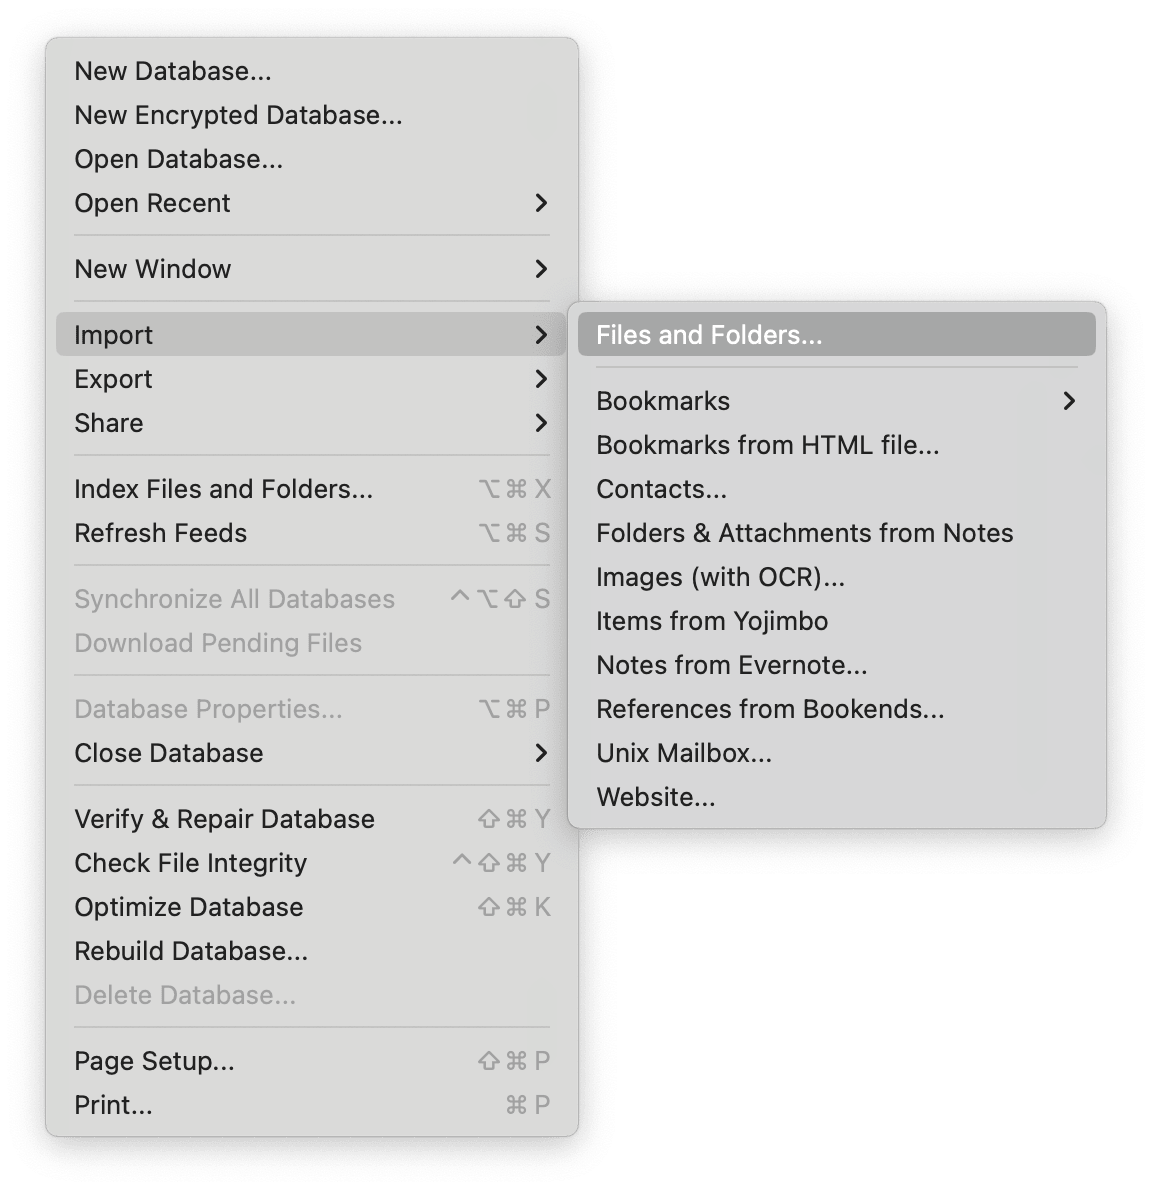 New Database...
New Encrypted Database...
Open Database...
Open Recent
New Window
Import
Export
Share
Index Files and Folders... ⌥⌘X
Refresh Feeds ⌥⌘S
Synchronize All Databases ^⌥⇧S
Download Pending Files
Database Properties... ⌥⌘P
Close Database
Verify & Repair Database ⇧⌘Y
Check File Integrity ^⇧⌘Y
Optimize Database ⇧⌘K
Rebuild Database...
Delete Database...
Page Setup... ⇧⌘P
Print... ⌘P
Files and Folders...
Bookmarks
Bookmarks from HTML file...
Contacts...
Folders & Attachments from Notes
Images (with OCR)...
Items from Yojimbo
Notes from Evernote...
References from Bookends...
Unix Mailbox...
Website...